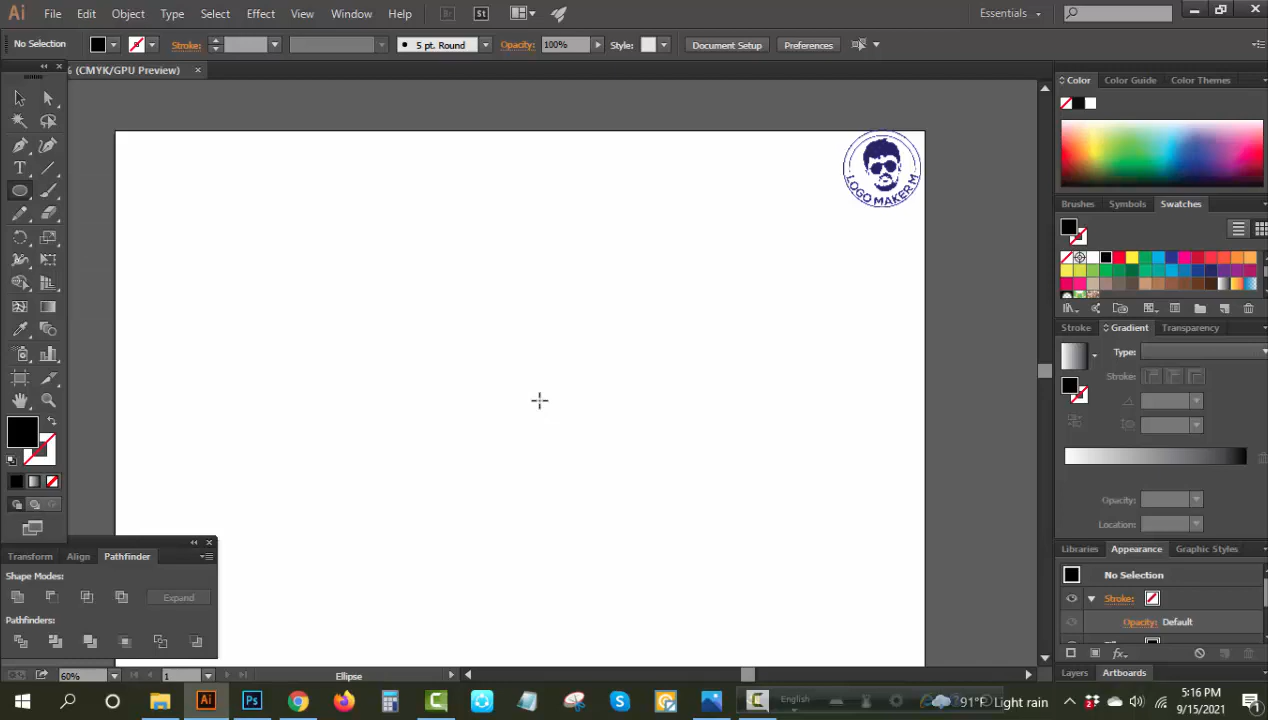 Ai File Edit Object Type Select Effect View Window Help Br St Essentials
No Selection Stroke: 5 pt. Round Opacity: 100% Style: Document Setup Preferences
% (CMYK/GPU Preview) ×
Color Color Guide Color Themes
LOGO MAKER M
Brushes Symbols Swatches
Stroke Gradient Transparency
Type:
Stroke:
Opacity:
Location:
Transform Align Pathfinder
Shape Modes:
Expand
Pathfinders:
Libraries Appearance Graphic Styles
No Selection
Stroke:
Opacity: Default
Layers Artboards
60% 1 Ellipse
English
91°F Light rain
5:16 PM
9/15/2021